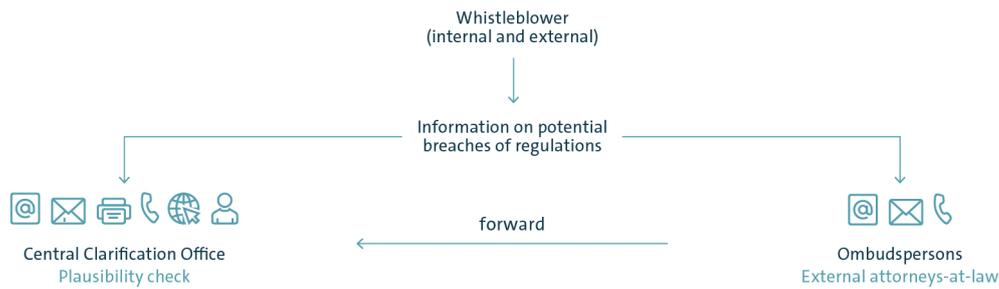 Whistleblower
(internal and external)
Information on potential
breaches of regulations
forward
Central Clarification Office
Plausibility check
Ombudspersons
External attorneys-at-law